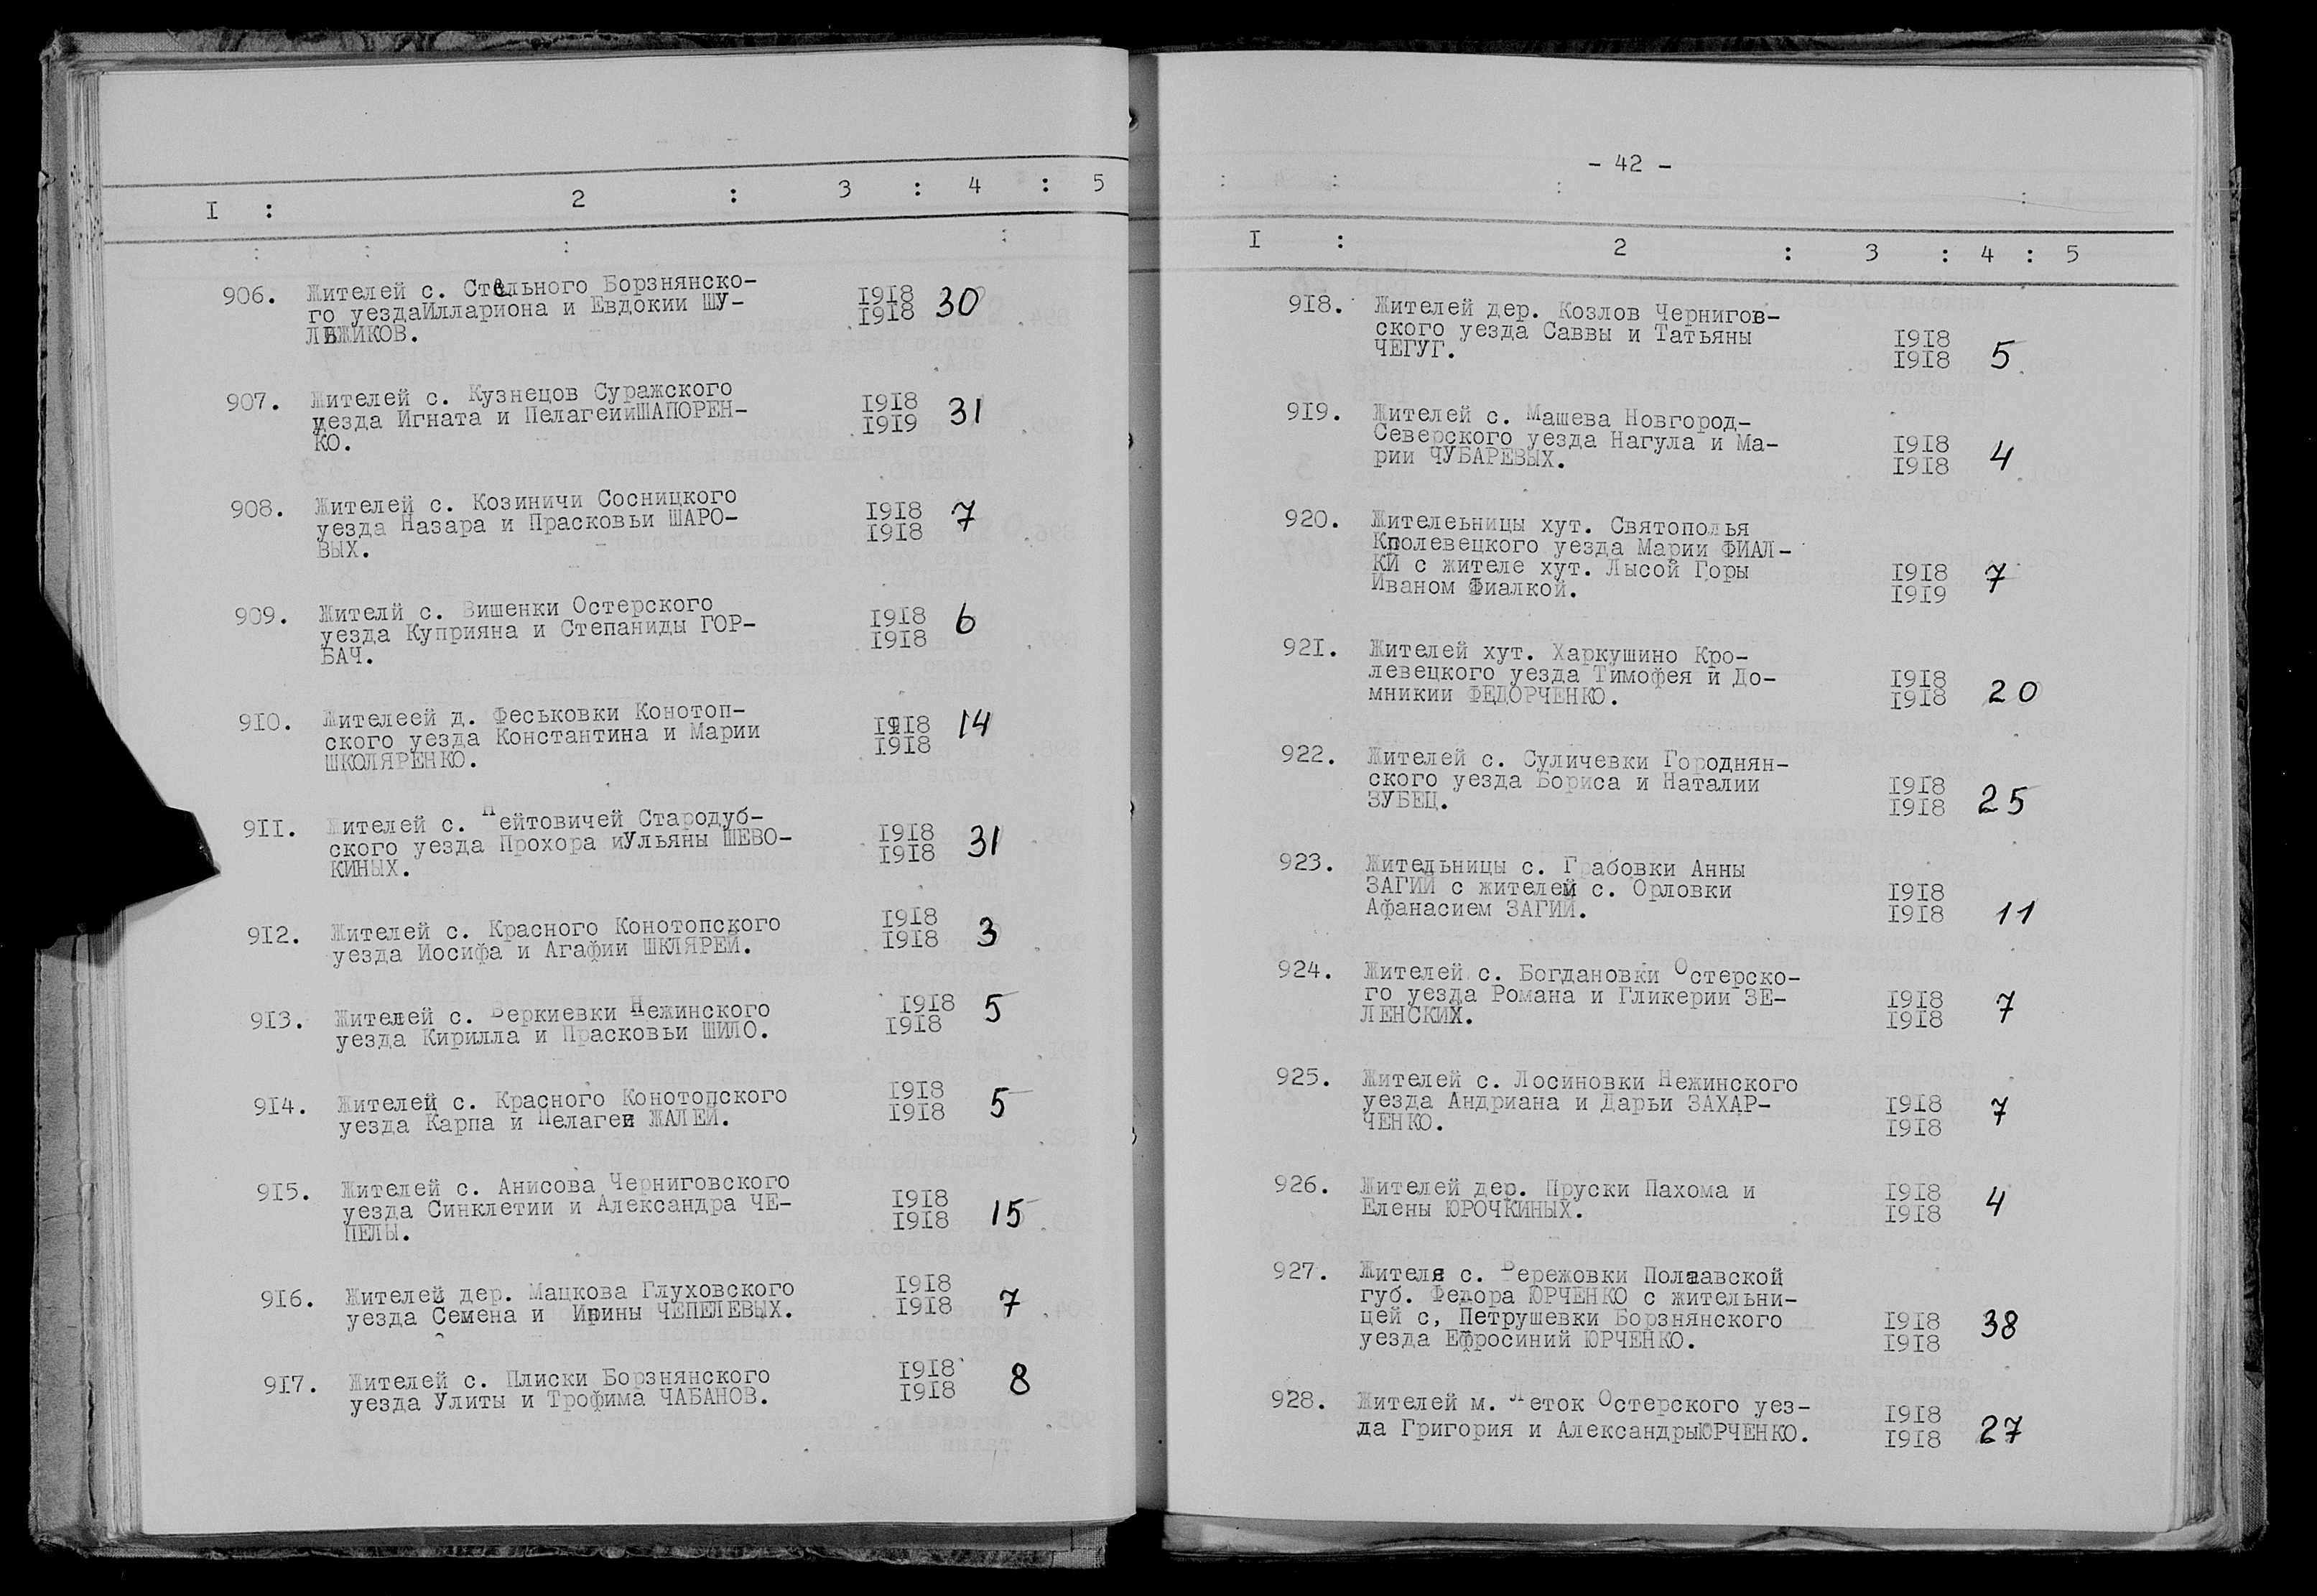 I : 2 : 3 : 4 : 5
906. Жителей с. Стольного Борзнянско- 1918
го уездаИллариона и Евдокии ШУ- 1918 30
ЛЬЖИКОВ.
907. Жителей с. Кузнецов Суражского 1918
уезда Игната и ПелагеииШАПОРЕН- 1919 31
КО.
908. Жителей с. Козиничи Сосницкого 1918
уезда Назара и Прасковьи ШАРО- 1918 7
ВЫХ.
909. Жителй с. Вишенки Остерского 1918
уезда Куприяна и Степаниды ГОР- 1918 6
БАЧ.
910. Жителеей д. Феськовки Конотоп- 1918
ского уезда Константина и Марии 1918 14
ШКОЛЯРЕНКО.
911. Жителей с. Нейтовичей Стародуб- 1918
ского уезда Прохора иУльяны ШЕВО- 1918 31
КИНЫХ.
912. Жителей с. Красного Конотопского 1918
уезда Иосифа и Агафии ШКЛЯРЕЙ. 1918 3
913. Жителей с. Веркиевки Нежинского 1918
уезда Кирилла и Прасковьи ШИЛО. 1918 5
914. Жителей с. Красного Конотопского 1918
уезда Карпа и Пелагеи ЖАЛЕЙ. 1918 5
915. Жителей с. Анисова Черниговского
уезда Синклетии и Александра ЧЕ- 1918
ПЕЛЫ. 1918 15
916. Жителей дер. Мацкова Глуховского 1918
уезда Семена и Ирины ЧЕПЕЛЕВЫХ. 1918 7
917. Жителей с. Плиски Борзнянского 1918
уезда Улиты и Трофима ЧАБАНОВ. 1918 8
- 42 -
I : 2 : 3 : 4 : 5
918. Жителей дер. Козлов Чернигов-
ского уезда Саввы и Татьяны 1918
ЧЕГУГ. 1918 5
919. Жителей с. Машева Новгород-
Северского уезда Нагула и Ма- 1918
рии ЧУБАРЕВЫХ. 1918 4
920. Жителеьницы хут. Святополья
Кполевецкого уезда Марии ФИАЛ-
КИ с жителе хут. Лысой Горы 1918
Иваном Фиалкой. 1919 7
921. Жителей хут. Харкушино Кро-
левецкого уезда Тимофея и До- 1918
мникии ФЕДОРЧЕНКО. 1918 20
922. Жителей с. Суличевки Городнян-
ского уезда Бориса и Наталии 1918
ЗУБЕЦ. 1918 25
923. Жительницы с. Грабовки Анны
ЗАГИЙ с жителей с. Орловки 1918
Афанасием ЗАГИЙ. 1918 11
924. Жителей с. Богдановки Остерско-
го уезда Романа и Гликерии ЗЕ- 1918
ЛЕНСКИХ. 1918 7
925. Жителей с. Лосиновки Нежинского
уезда Андриана и Дарьи ЗАХАР- 1918
ЧЕНКО. 1918 7
926. Жителей дер. Пруски Пахома и 1918
Елены ЮРОЧКИНЫХ. 1918 4
927. Жителя с. Вережовки Полтавской
губ. Федора ЮРЧЕНКО с жительни-
цей с, Петрушевки Борзнянского 1918
уезда Ефросиний ЮРЧЕНКО. 1918 38
928. Жителей м. Леток Остерского уез- 1918
да Григория и АлександрыЮРЧЕНКО. 1918 27